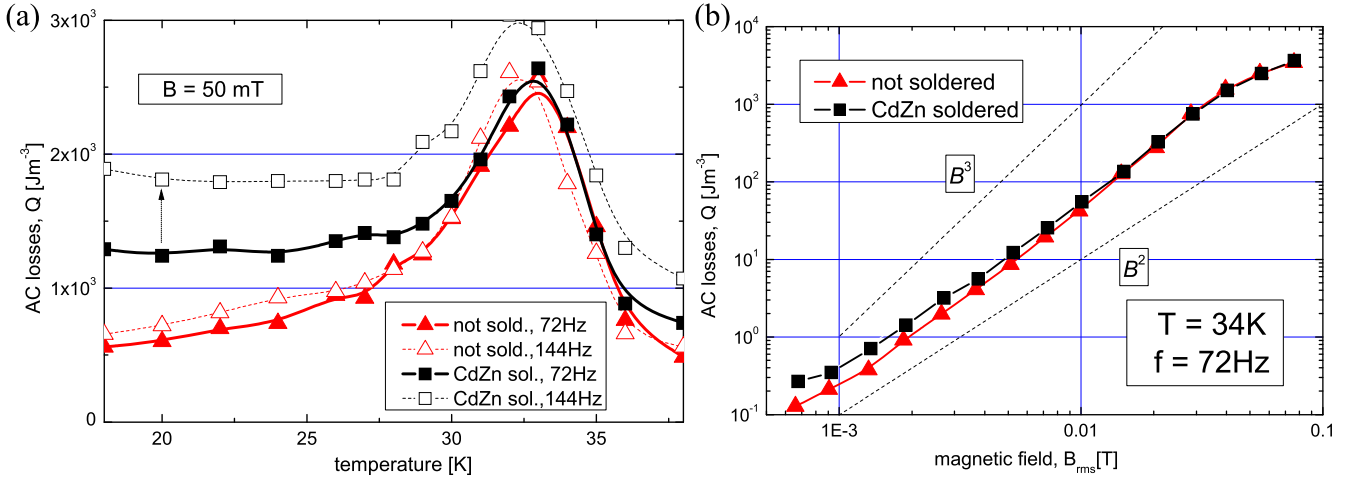 (a)
AC losses, Q [Jm⁻³]
3x10³
2x10³
1x10³
0
B = 50 mT
not sold., 72Hz
not sold.,144Hz
CdZn sol., 72Hz
CdZn sol.,144Hz
20 25 30 35
temperature [K]
(b)
AC losses, Q [Jm⁻³]
10⁴
10³
10²
10¹
10⁰
10⁻¹
not soldered
CdZn soldered
B³
B²
T = 34K
f = 72Hz
1E-3 0.01 0.1
magnetic field, B_rms[T]